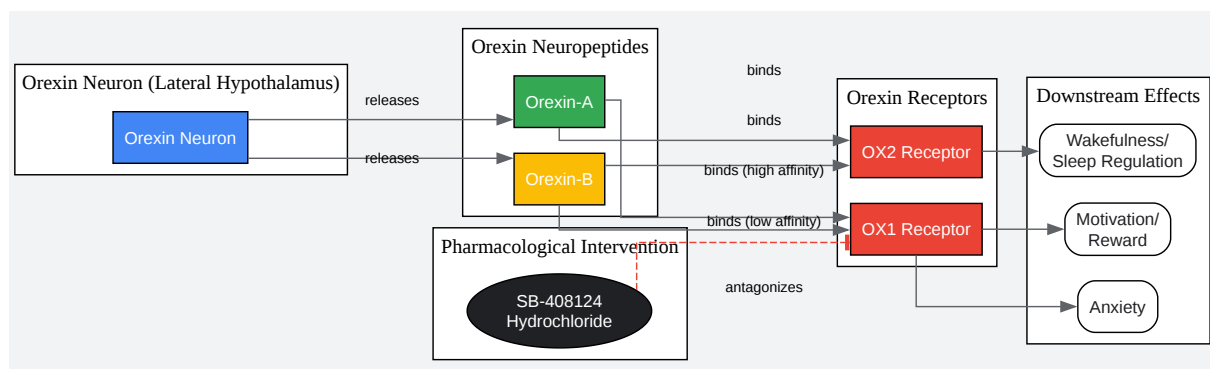 Orexin Neuron (Lateral Hypothalamus)
Orexin Neuron
releases
releases
Orexin Neuropeptides
Orexin-A
Orexin-B
Pharmacological Intervention
SB-408124
Hydrochloride
binds
binds
binds (high affinity)
binds (low affinity)
antagonizes
Orexin Receptors
OX2 Receptor
OX1 Receptor
Downstream Effects
Wakefulness/
Sleep Regulation
Motivation/
Reward
Anxiety